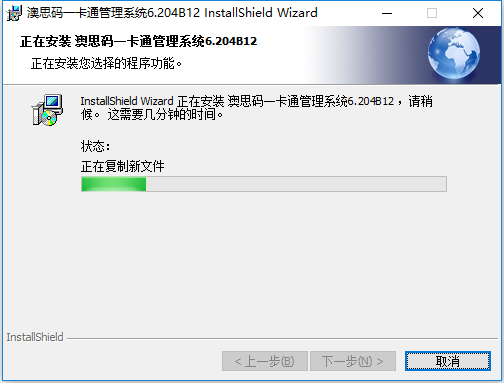 澳思码一卡通管理系统6.204B12 InstallShield Wizard
正在安装 澳思码一卡通管理系统6.204B12
正在安装您选择的程序功能。
InstallShield Wizard 正在安装 澳思码一卡通管理系统6.204B12 ，请稍
候。 这需要几分钟的时间。
状态：
正在复制新文件
InstallShield
< 上一步(B)
下一步(N) >
取消